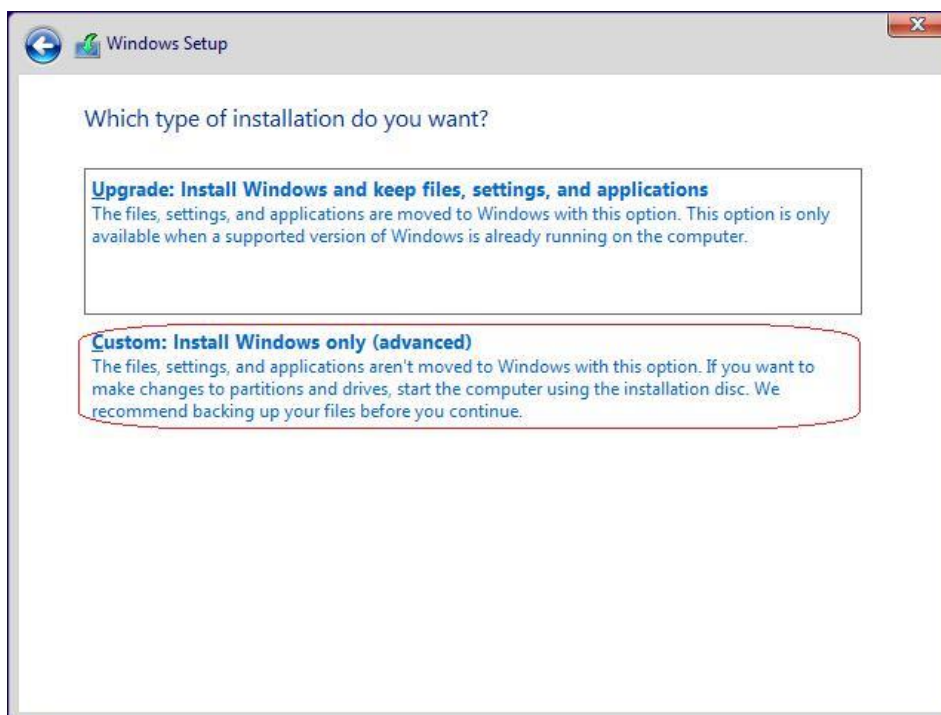 Windows Setup
Which type of installation do you want?
Upgrade: Install Windows and keep files, settings, and applications
The files, settings, and applications are moved to Windows with this option. This option is only
available when a supported version of Windows is already running on the computer.
Custom: Install Windows only (advanced)
The files, settings, and applications aren't moved to Windows with this option. If you want to
make changes to partitions and drives, start the computer using the installation disc. We
recommend backing up your files before you continue.